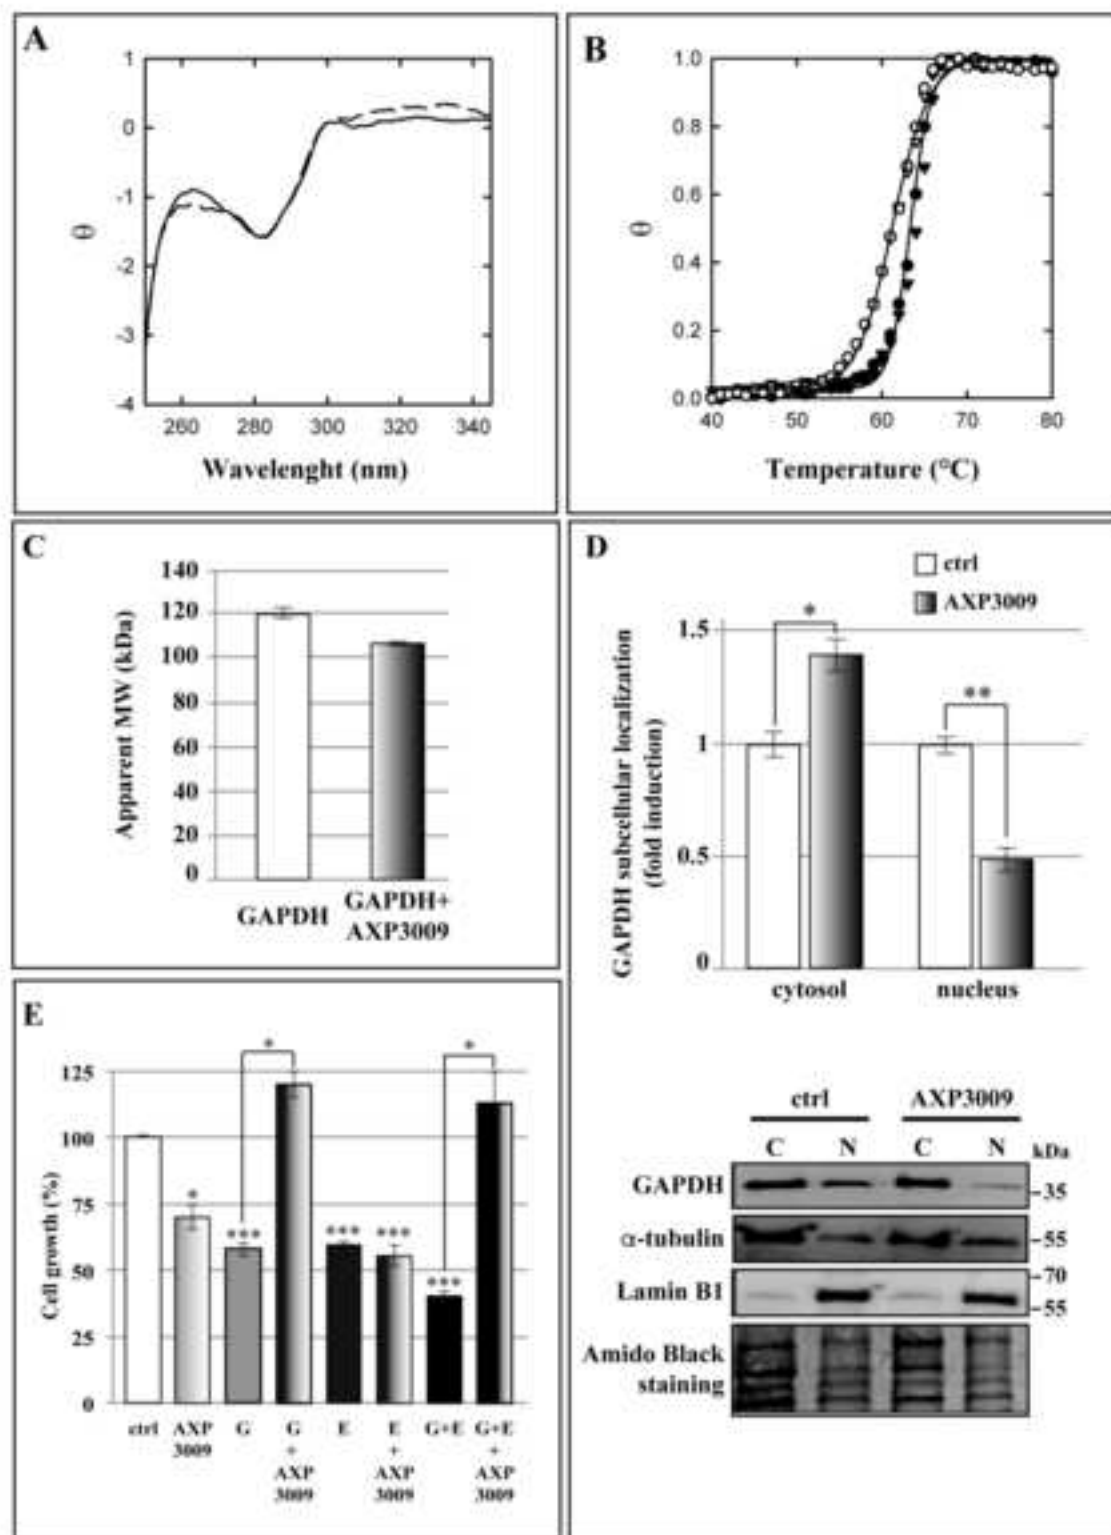 A
1
0
-1
-2
-3
-4
Θ
260 280 300 320 340
Wavelenght (nm)
B
1.0
0.8
0.6
0.4
0.2
0.0
Θ
40 50 60 70 80
Temperature (°C)
C
140
120
100
80
60
40
20
0
Apparent MW (kDa)
GAPDH
GAPDH+
AXP3009
D
ctrl
AXP3009
GAPDH subcellular localization
(fold induction)
1.5
1
0.5
0
*
**
cytosol nucleus
ctrl AXP3009
C N C N kDa
GAPDH -35
α-tubulin -55
Lamin B1 -70
-55
Amido Black
staining
E
Cell growth (%)
125
100
75
50
25
0
* *
* *** *** *** ***
ctrl AXP G G E E G+E G+E
3009 + + +
AXP AXP AXP
3009 3009 3009